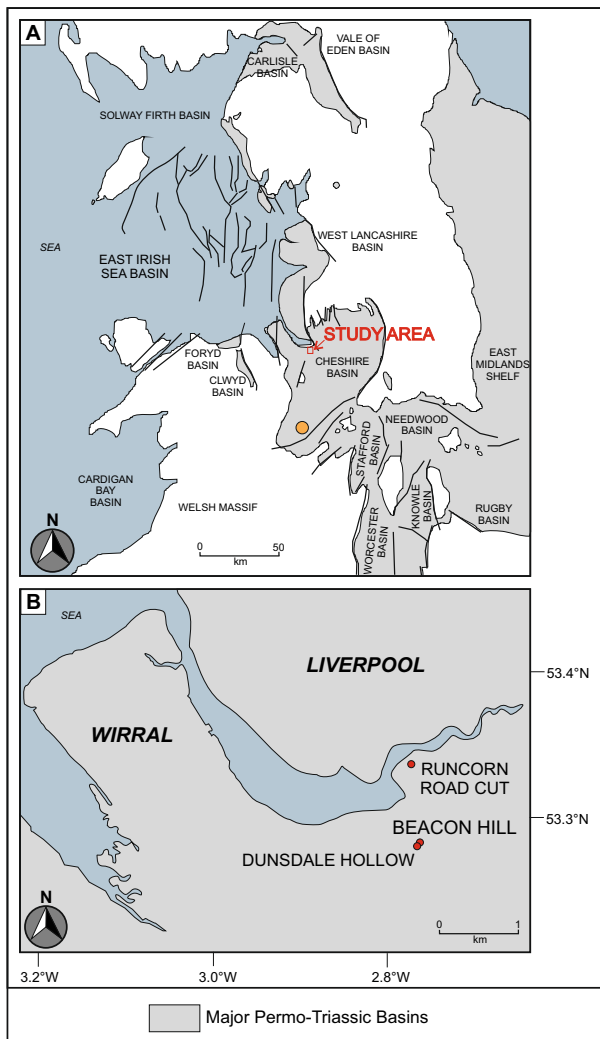 A
VALE OF
EDEN BASIN
CARLISLE
BASIN
SOLWAY FIRTH BASIN
SEA
EAST IRISH
SEA BASIN
WEST LANCASHIRE
BASIN
STUDY AREA
CHESHIRE
BASIN
FORYD
BASIN
CLWYD
BASIN
EAST
MIDLANDS
SHELF
NEEDWOOD
BASIN
STAFFORD
BASIN
CARDIGAN
BAY
BASIN
WELSH MASSIF
KNOWLE
BASIN
WORCESTER
BASIN
RUGBY
BASIN
N
0 50
km
B
SEA
LIVERPOOL
WIRRAL
53.4°N
RUNCORN
ROAD CUT
53.3°N
BEACON HILL
DUNSDALE HOLLOW
N
0 1
km
3.2°W 3.0°W 2.8°W
Major Permo-Triassic Basins